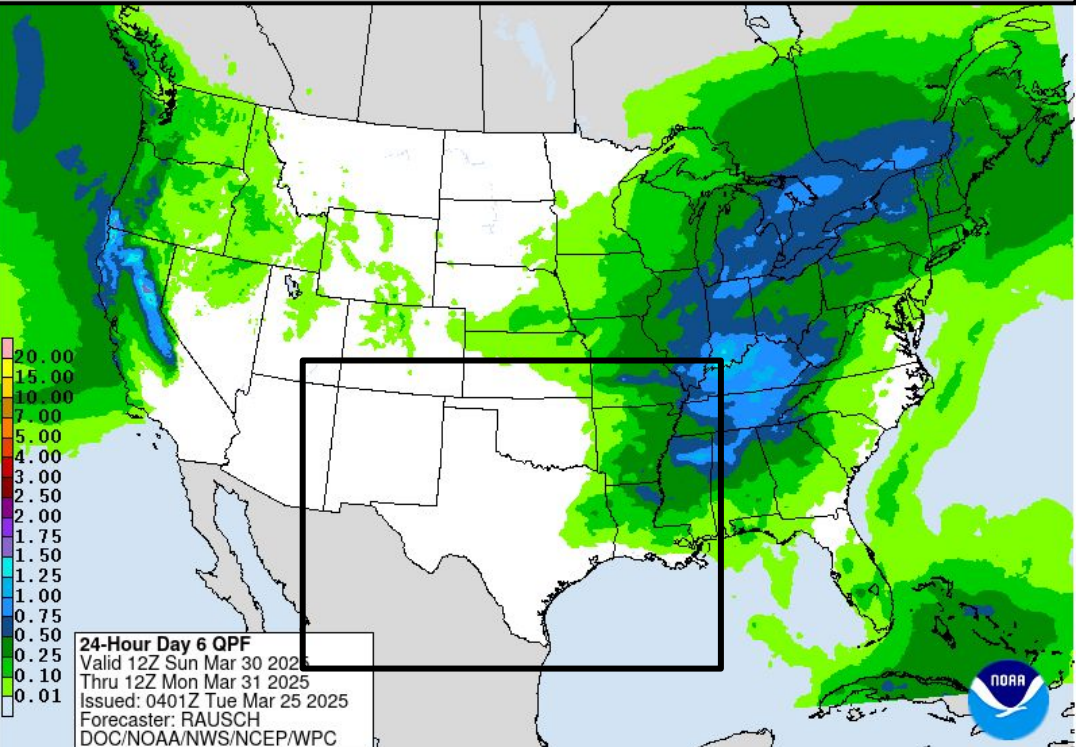 20.00
15.00
10.00
7.00
5.00
4.00
3.00
2.50
2.00
1.75
1.50
1.25
1.00
0.75
0.50
0.25
0.10
0.01
24-Hour Day 6 QPF
Valid 12Z Sun Mar 30 2025
Thru 12Z Mon Mar 31 2025
Issued: 0401Z Tue Mar 25 2025
Forecaster: RAUSCH
DOC/NOAA/NWS/NCEP/WPC
NOAA